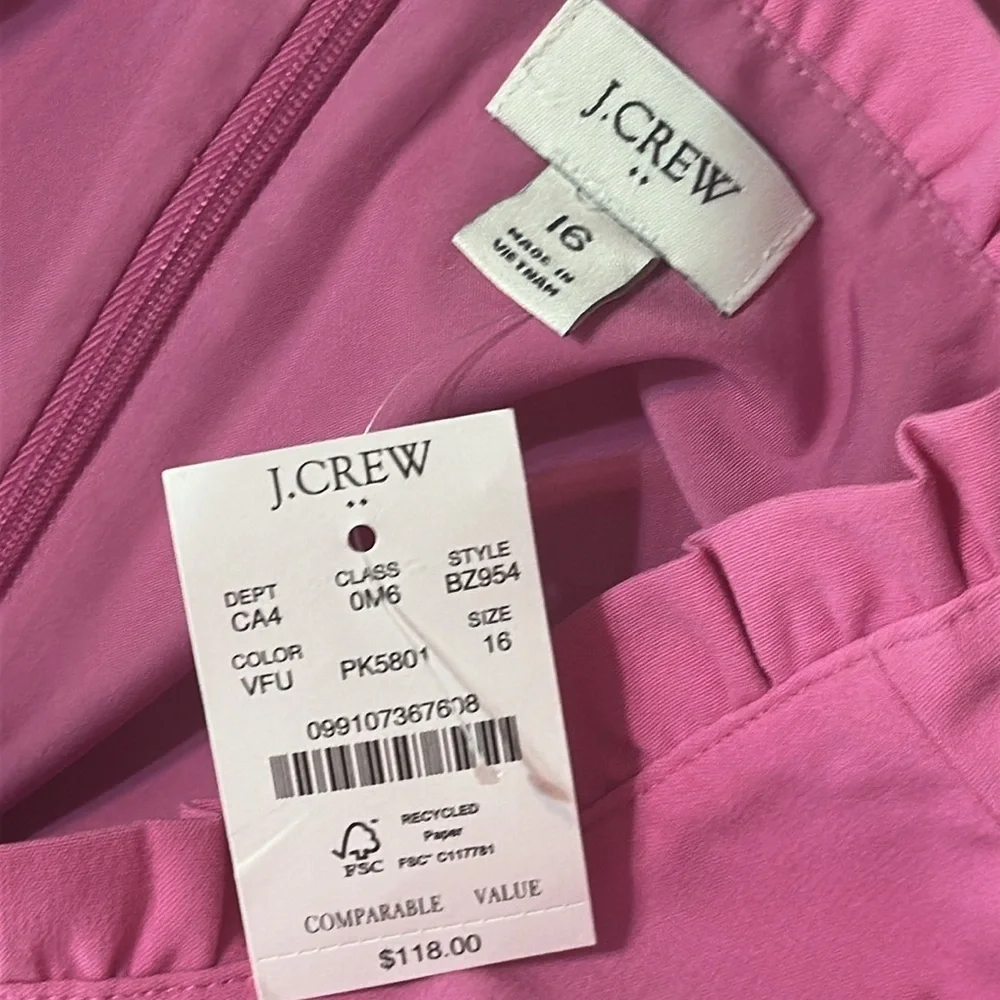 J.CREW
16
MADE IN
VIETNAM
J.CREW
DEPT CLASS STYLE
CA4 0M6 BZ954
COLOR SIZE
VFU PK5801 16
099107367608
RECYCLED
Paper
FSC FSC™ C117781
COMPARABLE VALUE
$118.00